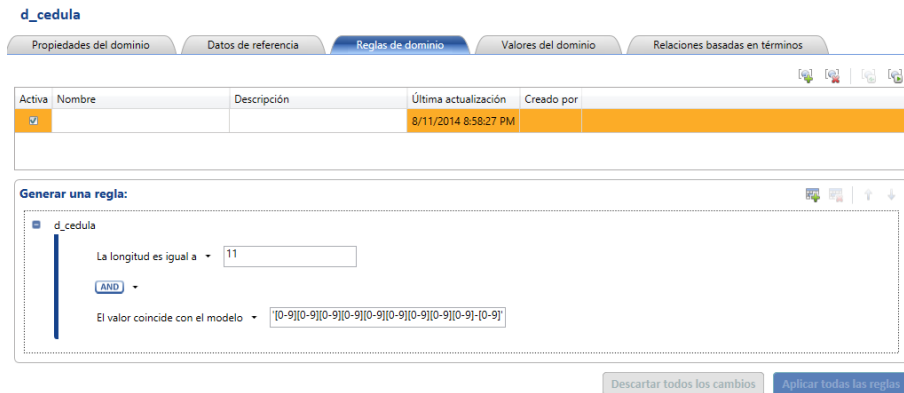 d_cedula
Propiedades del dominio Datos de referencia Reglas de dominio Valores del dominio Relaciones basadas en términos
Activa Nombre Descripción Última actualización Creado por
8/11/2014 8:58:27 PM
Generar una regla:
d_cedula
La longitud es igual a 11
AND
El valor coincide con el modelo '[0-9][0-9][0-9][0-9][0-9][0-9][0-9][0-9][0-9]-[0-9]'
Descartar todos los cambios Aplicar todas las reglas